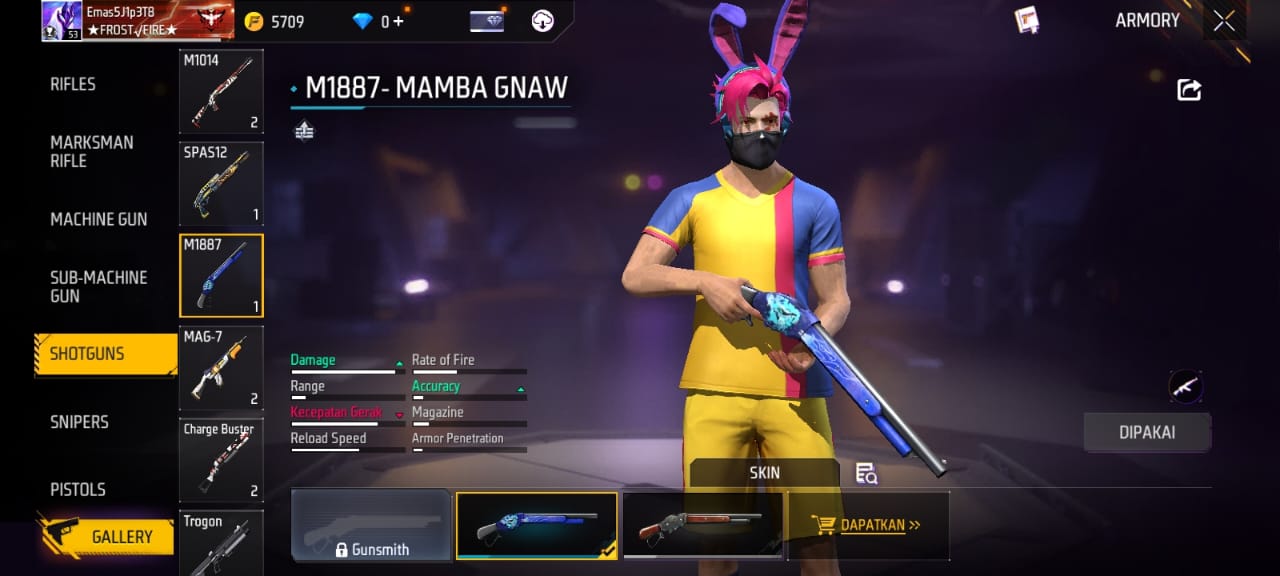 Emas5J1p3T8
53
★FROST√FIRE★
5709
0 +
ARMORY
RIFLES
MARKSMAN
RIFLE
MACHINE GUN
SUB-MACHINE
GUN
SHOTGUNS
SNIPERS
PISTOLS
GALLERY
M1014
2
SPAS12
1
M1887
1
MAG-7
2
Charge Buster
2
Trogon
M1887- MAMBA GNAW
Damage
Rate of Fire
Range
Accuracy
Kecepatan Gerak
Magazine
Reload Speed
Armor Penetration
DIPAKAI
SKIN
Gunsmith
DAPATKAN >>